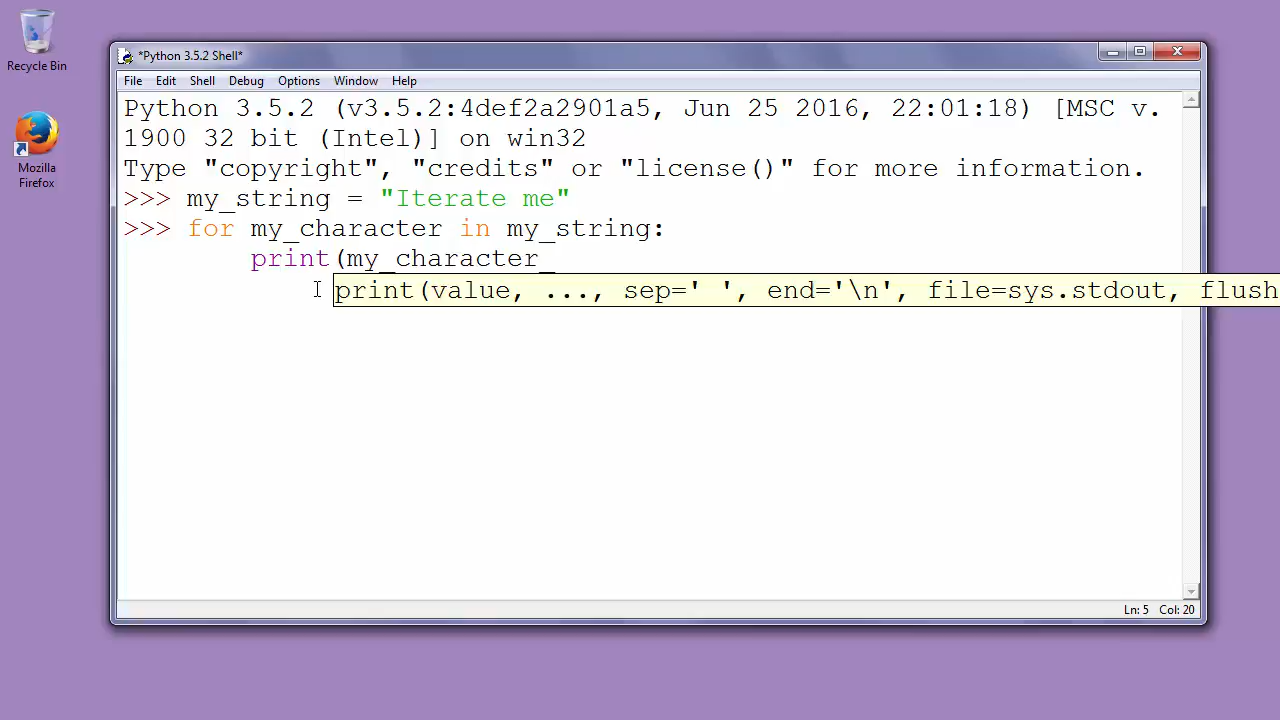 Recycle Bin
Mozilla
Firefox
*Python 3.5.2 Shell*
File Edit Shell Debug Options Window Help
Python 3.5.2 (v3.5.2:4def2a2901a5, Jun 25 2016, 22:01:18) [MSC v.
1900 32 bit (Intel)] on win32
Type "copyright", "credits" or "license()" for more information.
>>> my_string = "Iterate me"
>>> for my_character in my_string:
print(my_character_
print(value, ..., sep=' ', end='\n', file=sys.stdout, flush
Ln: 5 Col: 20